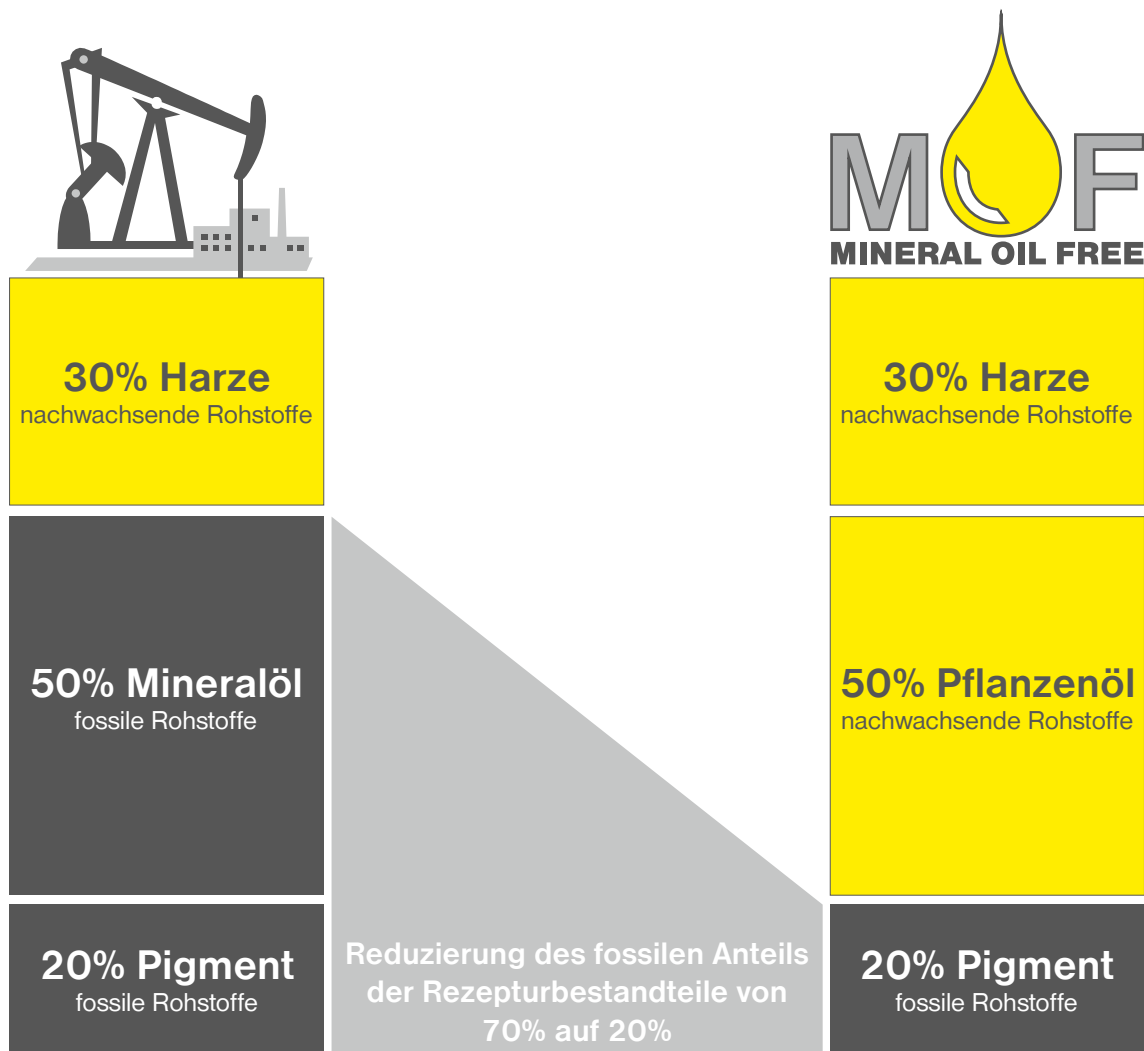 M F
MINERAL OIL FREE
30% Harze
nachwachsende Rohstoffe
50% Mineralöl
fossile Rohstoffe
20% Pigment
fossile Rohstoffe
Reduzierung des fossilen Anteils
der Rezepturbestandteile von
70% auf 20%
30% Harze
nachwachsende Rohstoffe
50% Pflanzenöl
nachwachsende Rohstoffe
20% Pigment
fossile Rohstoffe